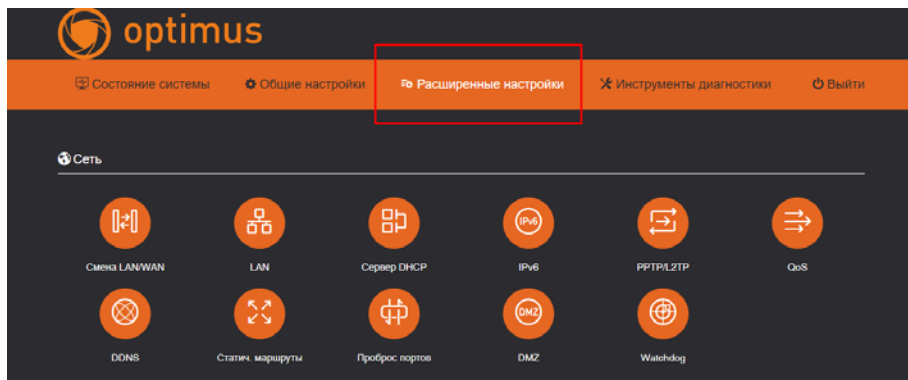 optimus
Состояние системы Общие настройки Расширенные настройки Инструменты диагностики Выйти
Сеть
IPv6
Смена LAN/WAN LAN Сервер DHCP IPv6 PPTP/L2TP QoS
DMZ
DDNS Статич. маршруты Проброс портов DMZ Watchdog